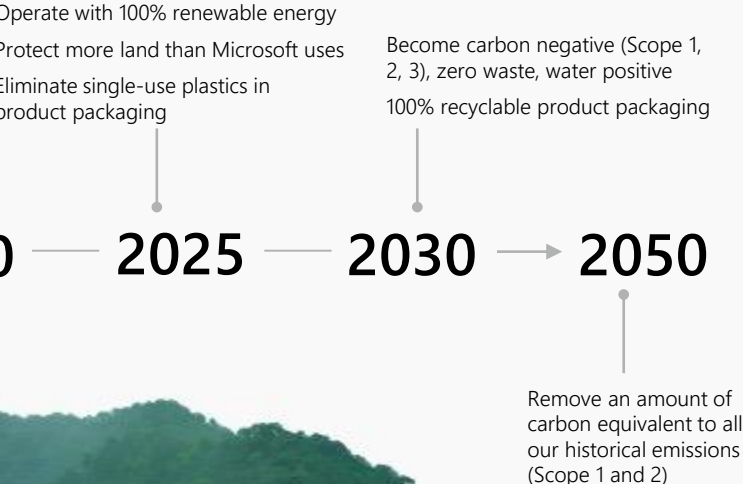 Operate with 100% renewable energy
Protect more land than Microsoft uses
Eliminate single-use plastics in
product packaging
Become carbon negative (Scope 1,
2, 3), zero waste, water positive
100% recyclable product packaging
0
2025
2030
2050
Remove an amount of
carbon equivalent to all
our historical emissions
(Scope 1 and 2)